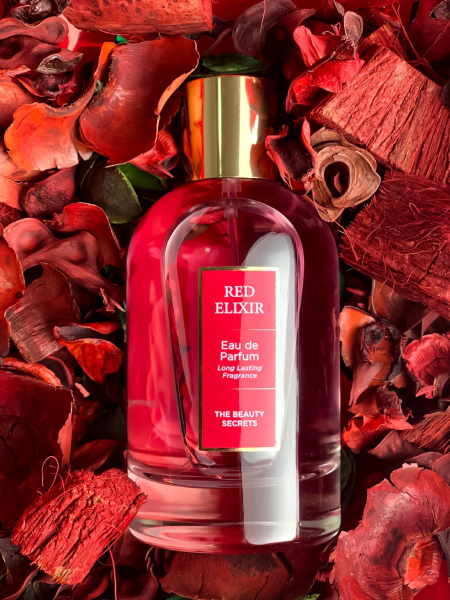 RED
ELIXIR
Eau de
Parfum
Long Lasting
Fragrance
THE BEAUTY
SECRETS